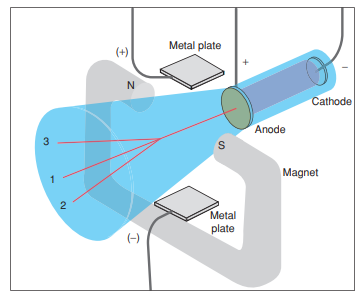 (+)
Metal plate
+
–
N
Cathode
Anode
3
S
1
Magnet
2
Metal
plate
(–)